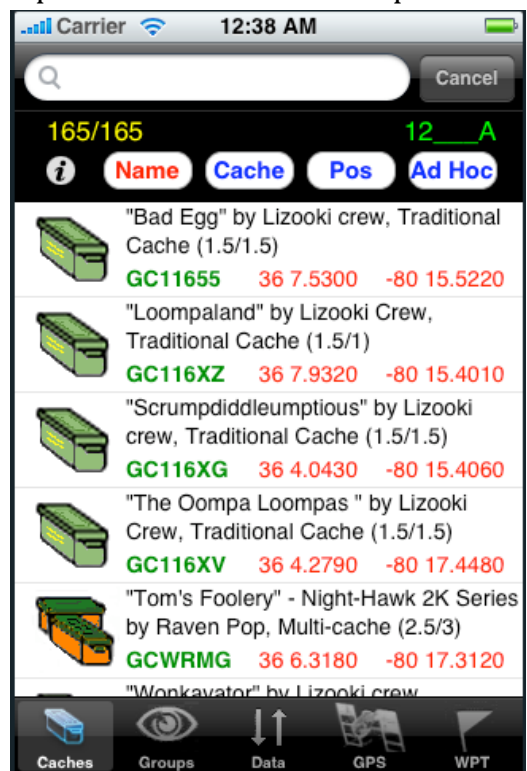 Carrier 12:38 AM
Cancel
165/165 12___A
i Name Cache Pos Ad Hoc
"Bad Egg" by Lizooki crew, Traditional
Cache (1.5/1.5)
GC11655 36 7.5300 -80 15.5220
"Loompaland" by Lizooki Crew,
Traditional Cache (1.5/1)
GC116XZ 36 7.9320 -80 15.4010
"Scrumpdiddleumptious" by Lizooki
crew, Traditional Cache (1.5/1.5)
GC116XG 36 4.0430 -80 15.4060
"The Oompa Loompas " by Lizooki
Crew, Traditional Cache (1.5/1.5)
GC116XV 36 4.2790 -80 17.4480
"Tom's Foolery" - Night-Hawk 2K Series
by Raven Pop, Multi-cache (2.5/3)
GCWRMG 36 6.3180 -80 17.3120
"Wonkavator" by Lizooki crew
Caches Groups Data GPS WPT